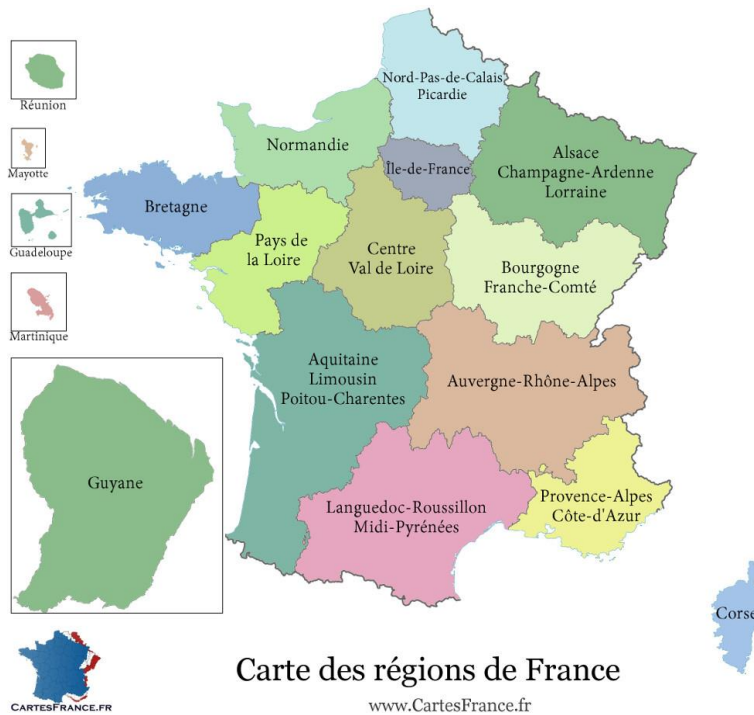 Nord-Pas-de-Calais
Picardie
Réunion
Normandie
Île-de-France
Alsace
Champagne-Ardenne
Lorraine
Mayotte
Bretagne
Guadeloupe
Pays de
la Loire
Centre
Val de Loire
Bourgogne
Franche-Comté
Martinique
Aquitaine
Limousin
Poitou-Charentes
Auvergne-Rhône-Alpes
Guyane
Languedoc-Roussillon
Midi-Pyrénées
Provence-Alpes
Côte-d'Azur
Corse
CARTESFRANCE.FR
Carte des régions de France
www.CartesFrance.fr